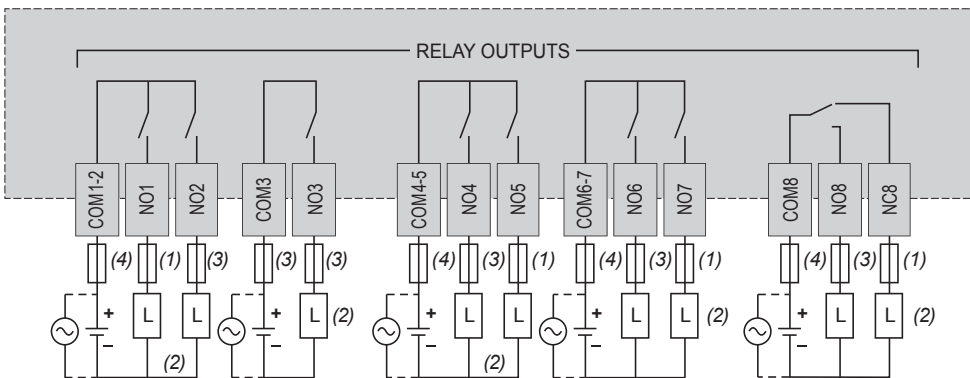 RELAY OUTPUTS
COM1-2 NO1 NO2 COM3 NO3 COM4-5 NO4 NO5 COM6-7 NO6 NO7 COM8 NO8 NC8
(4) (1) (3) (3) (3) (4) (3) (1) (4) (3) (1) (4) (3) (1)
+ L L + L (2) + L L + L L (2) + L L (2)
– – – – –
(2) (2)